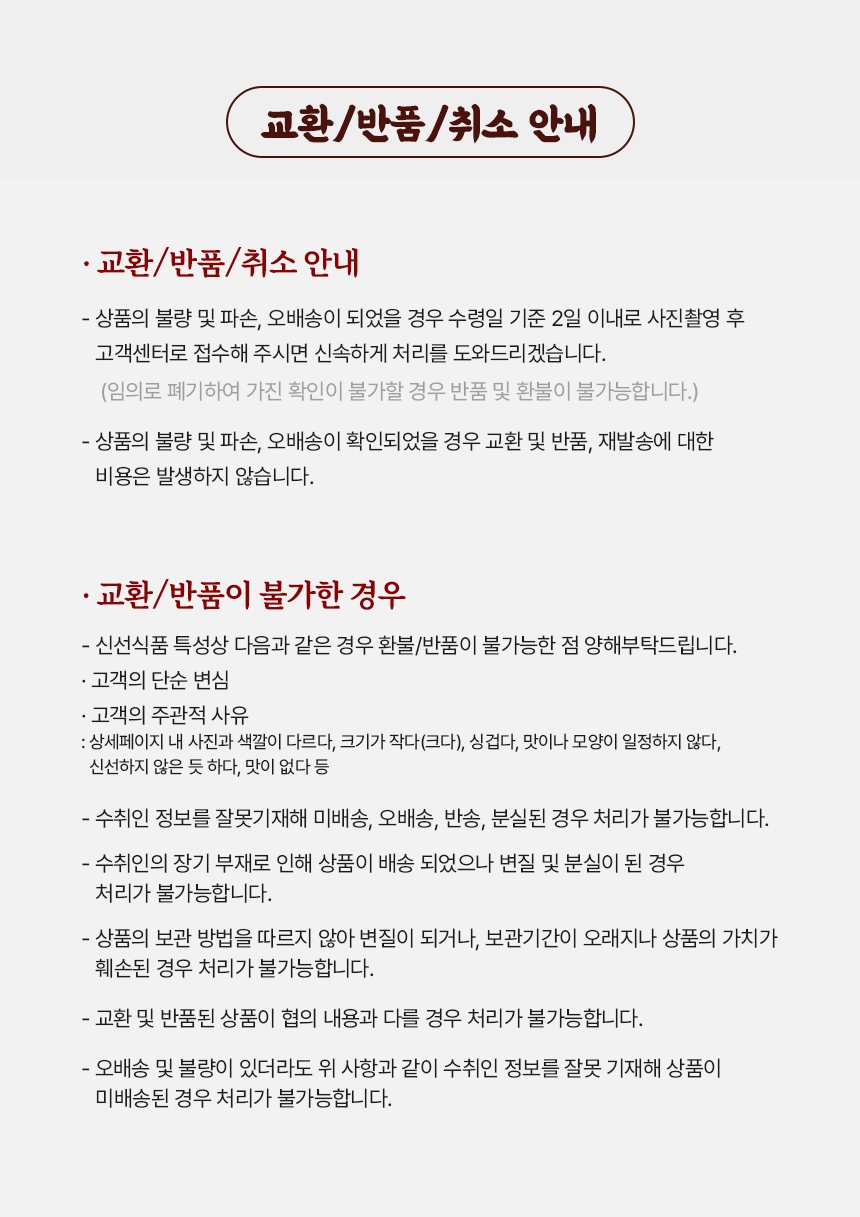 교환/반품/취소 안내
· 교환/반품/취소 안내
- 상품의 불량 및 파손, 오배송이 되었을 경우 수령일 기준 2일 이내로 사진촬영 후
고객센터로 접수해 주시면 신속하게 처리를 도와드리겠습니다.
(임의로 폐기하여 가진 확인이 불가할 경우 반품 및 환불이 불가능합니다.)
- 상품의 불량 및 파손, 오배송이 확인되었을 경우 교환 및 반품, 재발송에 대한
비용은 발생하지 않습니다.
· 교환/반품이 불가한 경우
- 신선식품 특성상 다음과 같은 경우 환불/반품이 불가능한 점 양해부탁드립니다.
· 고객의 단순 변심
· 고객의 주관적 사유
: 상세페이지 내 사진과 색깔이 다르다, 크기가 작다(크다), 싱겁다, 맛이나 모양이 일정하지 않다,
신선하지 않은 듯 하다, 맛이 없다 등
- 수취인 정보를 잘못기재해 미배송, 오배송, 반송, 분실된 경우 처리가 불가능합니다.
- 수취인의 장기 부재로 인해 상품이 배송 되었으나 변질 및 분실이 된 경우
처리가 불가능합니다.
- 상품의 보관 방법을 따르지 않아 변질이 되거나, 보관기간이 오래지나 상품의 가치가
훼손된 경우 처리가 불가능합니다.
- 교환 및 반품된 상품이 협의 내용과 다를 경우 처리가 불가능합니다.
- 오배송 및 불량이 있더라도 위 사항과 같이 수취인 정보를 잘못 기재해 상품이
미배송된 경우 처리가 불가능합니다.